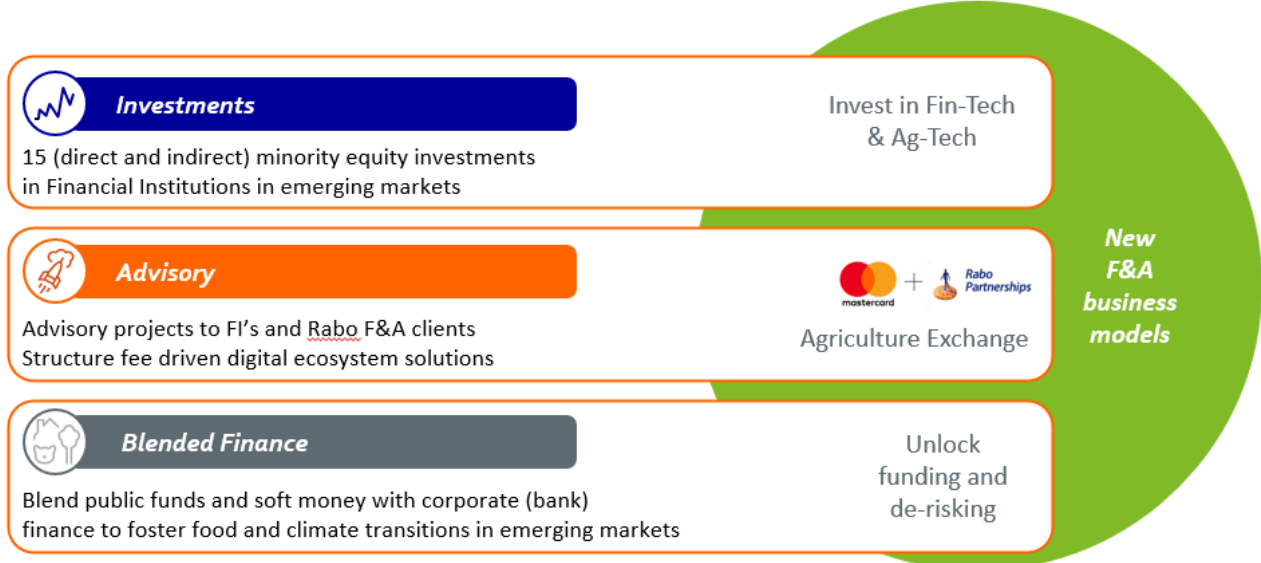 Investments
15 (direct and indirect) minority equity investments
in Financial Institutions in emerging markets
Invest in Fin-Tech
& Ag-Tech
Advisory
Advisory projects to FI's and Rabo F&A clients
Structure fee driven digital ecosystem solutions
mastercard
+
Rabo
Partnerships
Agriculture Exchange
Blended Finance
Blend public funds and soft money with corporate (bank)
finance to foster food and climate transitions in emerging markets
Unlock
funding and
de-risking
New
F&A
business
models